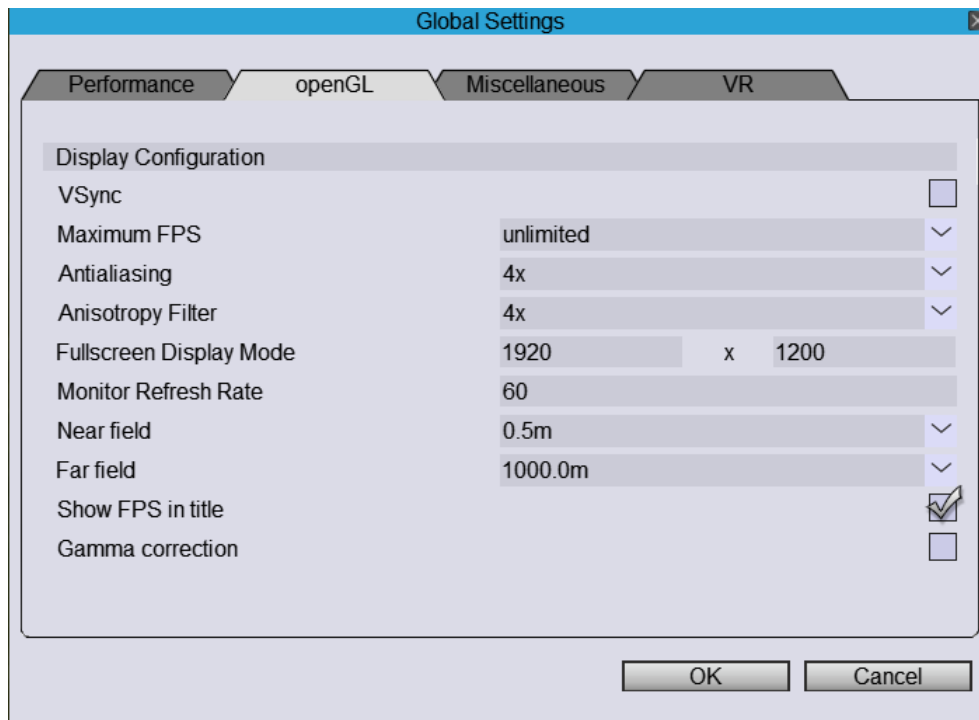 Global Settings
Performance openGL Miscellaneous VR
Display Configuration
VSync
Maximum FPS unlimited
Antialiasing 4x
Anisotropy Filter 4x
Fullscreen Display Mode 1920 x 1200
Monitor Refresh Rate 60
Near field 0.5m
Far field 1000.0m
Show FPS in title
Gamma correction
OK Cancel